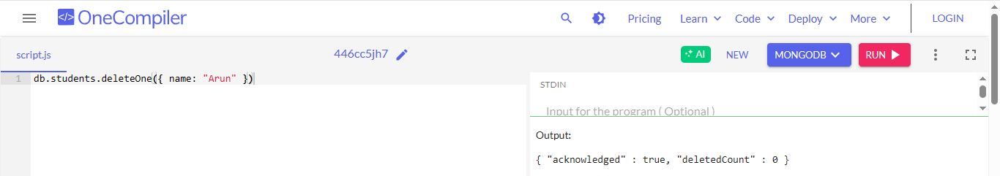 </> OneCompiler Pricing Learn Code Deploy More LOGIN
script.js 446cc5jh7 AI NEW MONGODB RUN
1 db.students.deleteOne({ name: "Arun" })
STDIN
Input for the program ( Optional )
Output:
{ "acknowledged" : true, "deletedCount" : 0 }